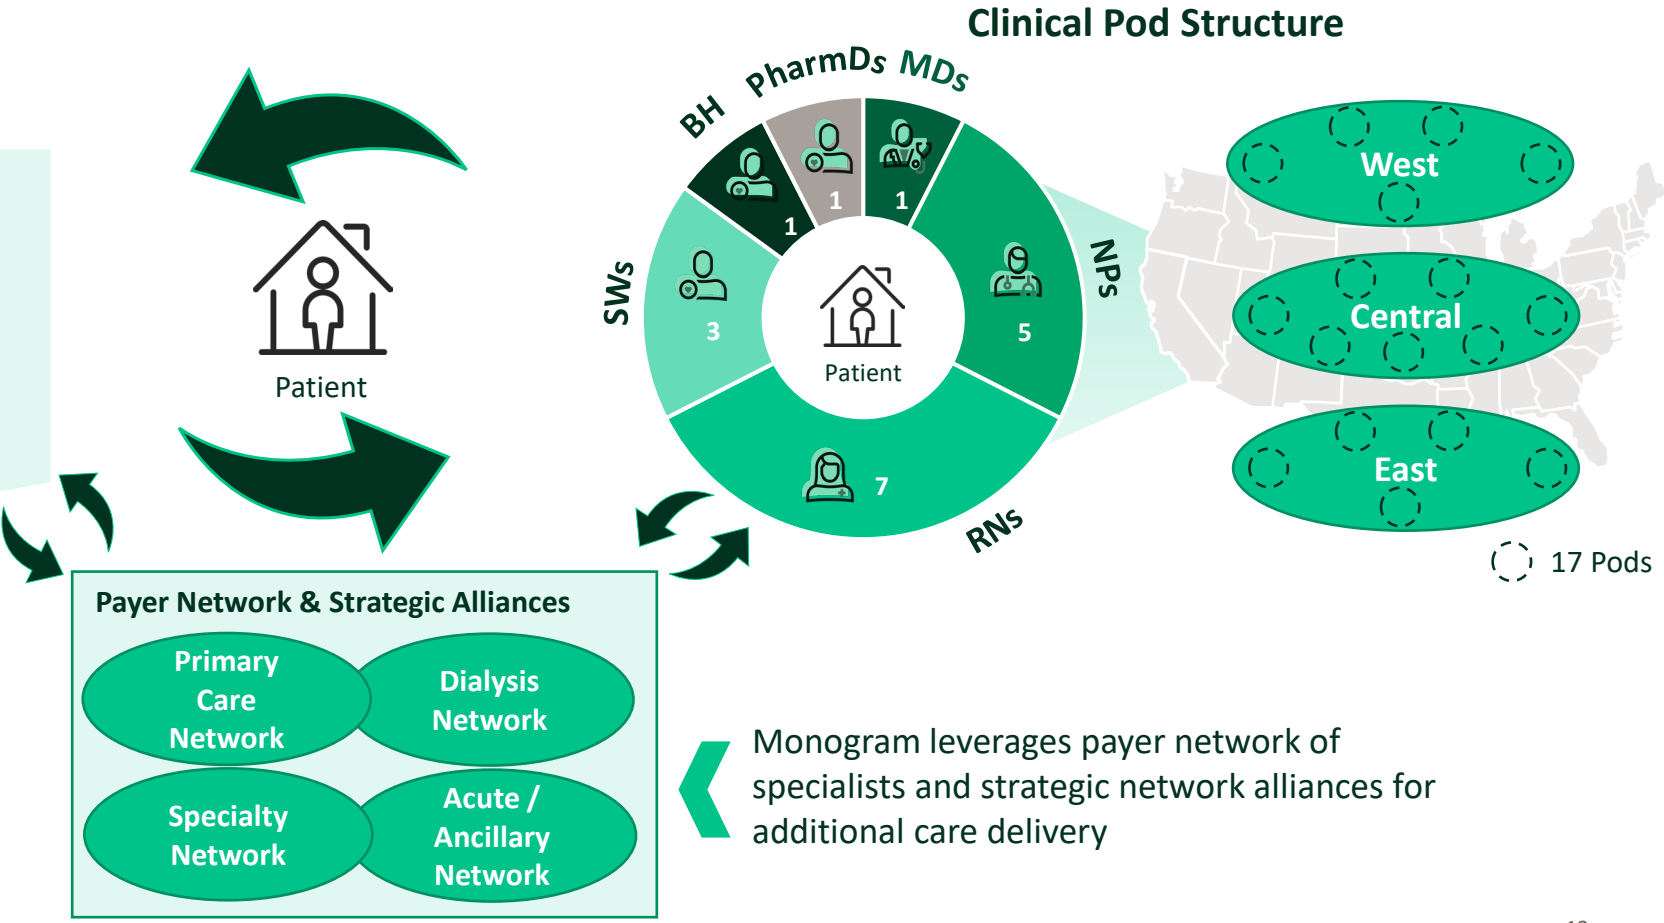 Clinical Pod Structure
BH
PharmDs
MDs
SWs
NPs
RNs
1
1
1
3
5
7
Patient
Patient
West
Central
East
17 Pods
Payer Network & Strategic Alliances
Primary
Care
Network
Dialysis
Network
Specialty
Network
Acute /
Ancillary
Network
Monogram leverages payer network of
specialists and strategic network alliances for
additional care delivery